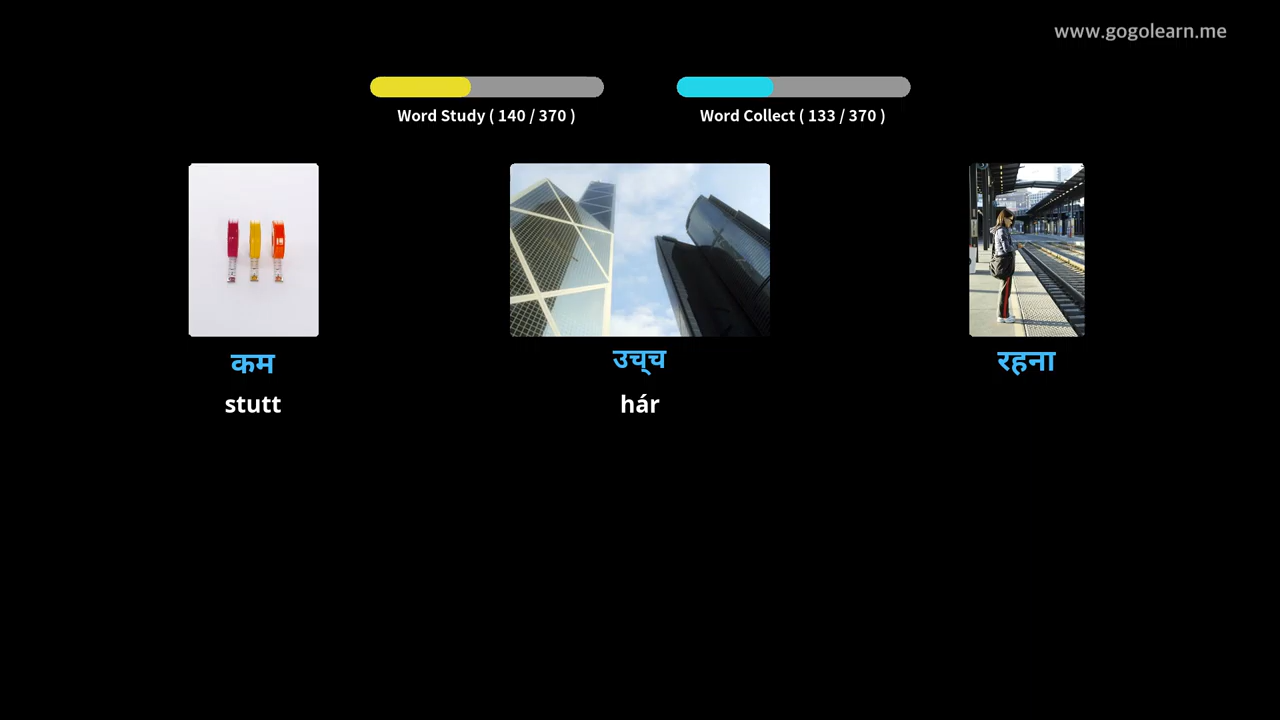 www.gogolearn.me
Word Study ( 140 / 370 )
Word Collect ( 133 / 370 )
कम
उच्च
रहना
stutt
hár